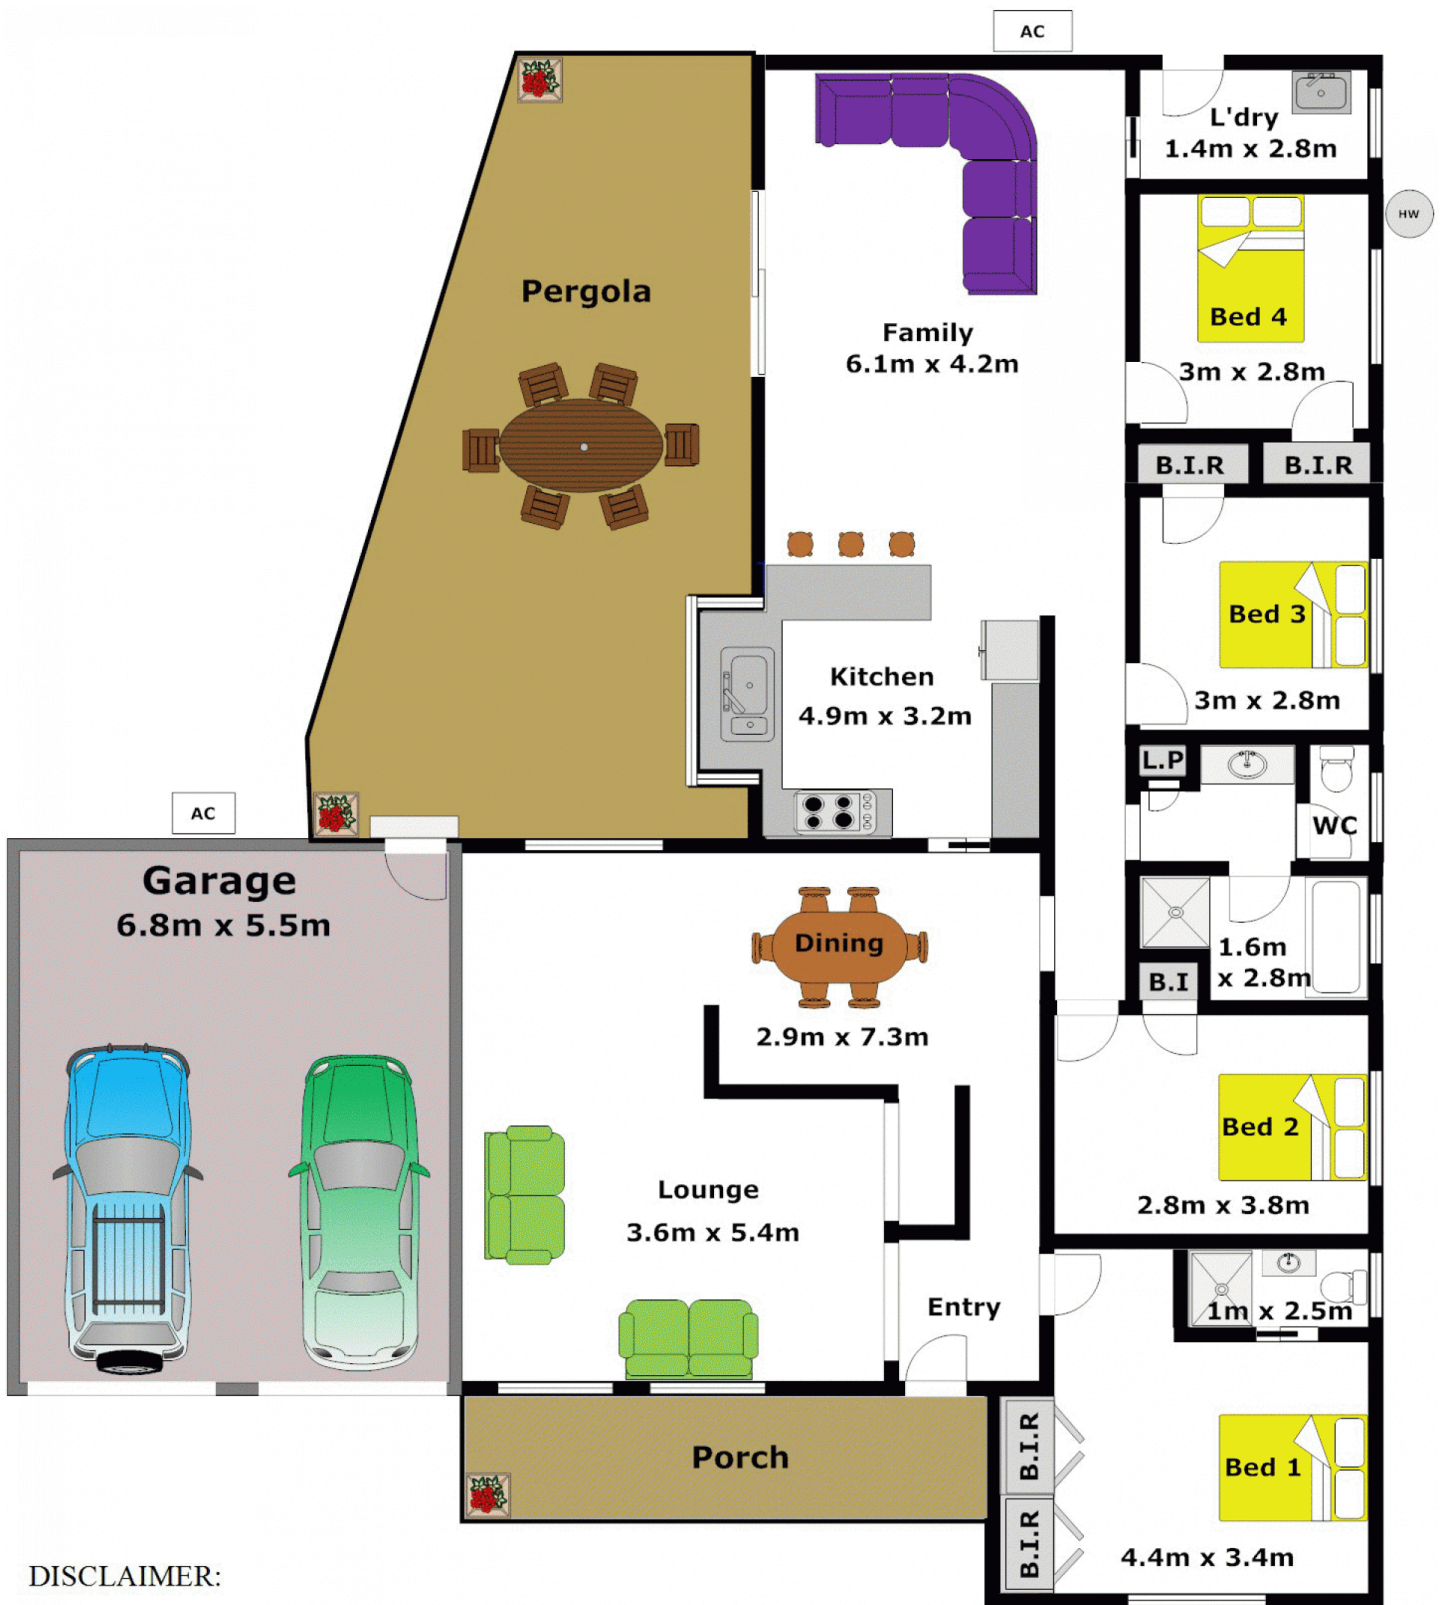 AC
L'dry
1.4m x 2.8m
HW
Pergola
Family
6.1m x 4.2m
Bed 4
3m x 2.8m
B.I.R
B.I.R
Bed 3
3m x 2.8m
Kitchen
4.9m x 3.2m
L.P
WC
AC
Garage
6.8m x 5.5m
Dining
2.9m x 7.3m
1.6m
x 2.8m
B.I
Bed 2
2.8m x 3.8m
Lounge
3.6m x 5.4m
Entry
1m x 2.5m
Porch
B.I.R
B.I.R
Bed 1
4.4m x 3.4m
DISCLAIMER: